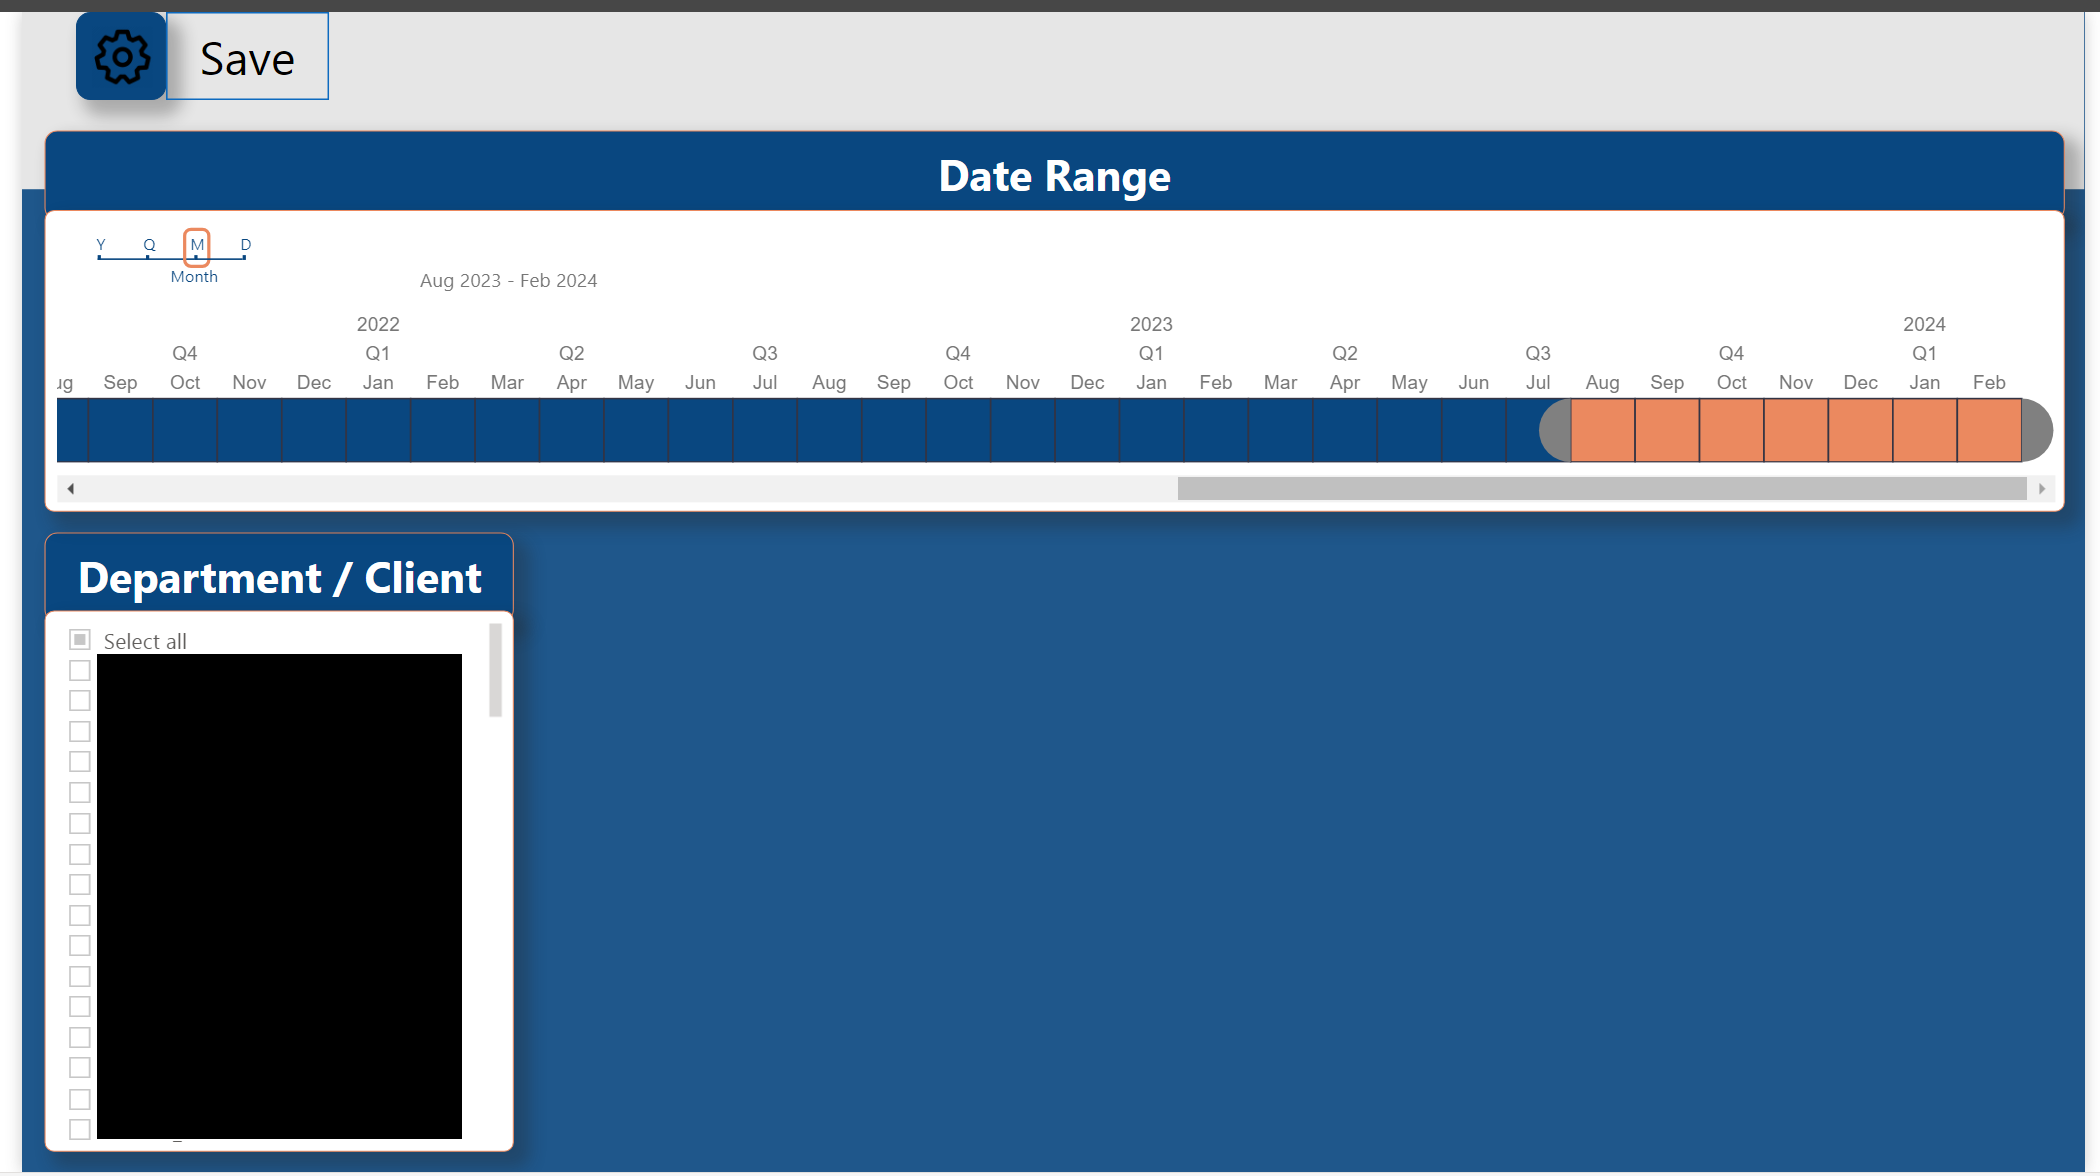 Save
Date Range
Y Q M D
Month
Aug 2023 - Feb 2024
2022 2023 2024
Q4 Q1 Q2 Q3 Q4 Q1 Q2 Q3 Q4 Q1
Sep Oct Nov Dec Jan Feb Mar Apr May Jun Jul Aug Sep Oct Nov Dec Jan Feb Mar Apr May Jun Jul Aug Sep Oct Nov Dec Jan Feb
Department / Client
Select all